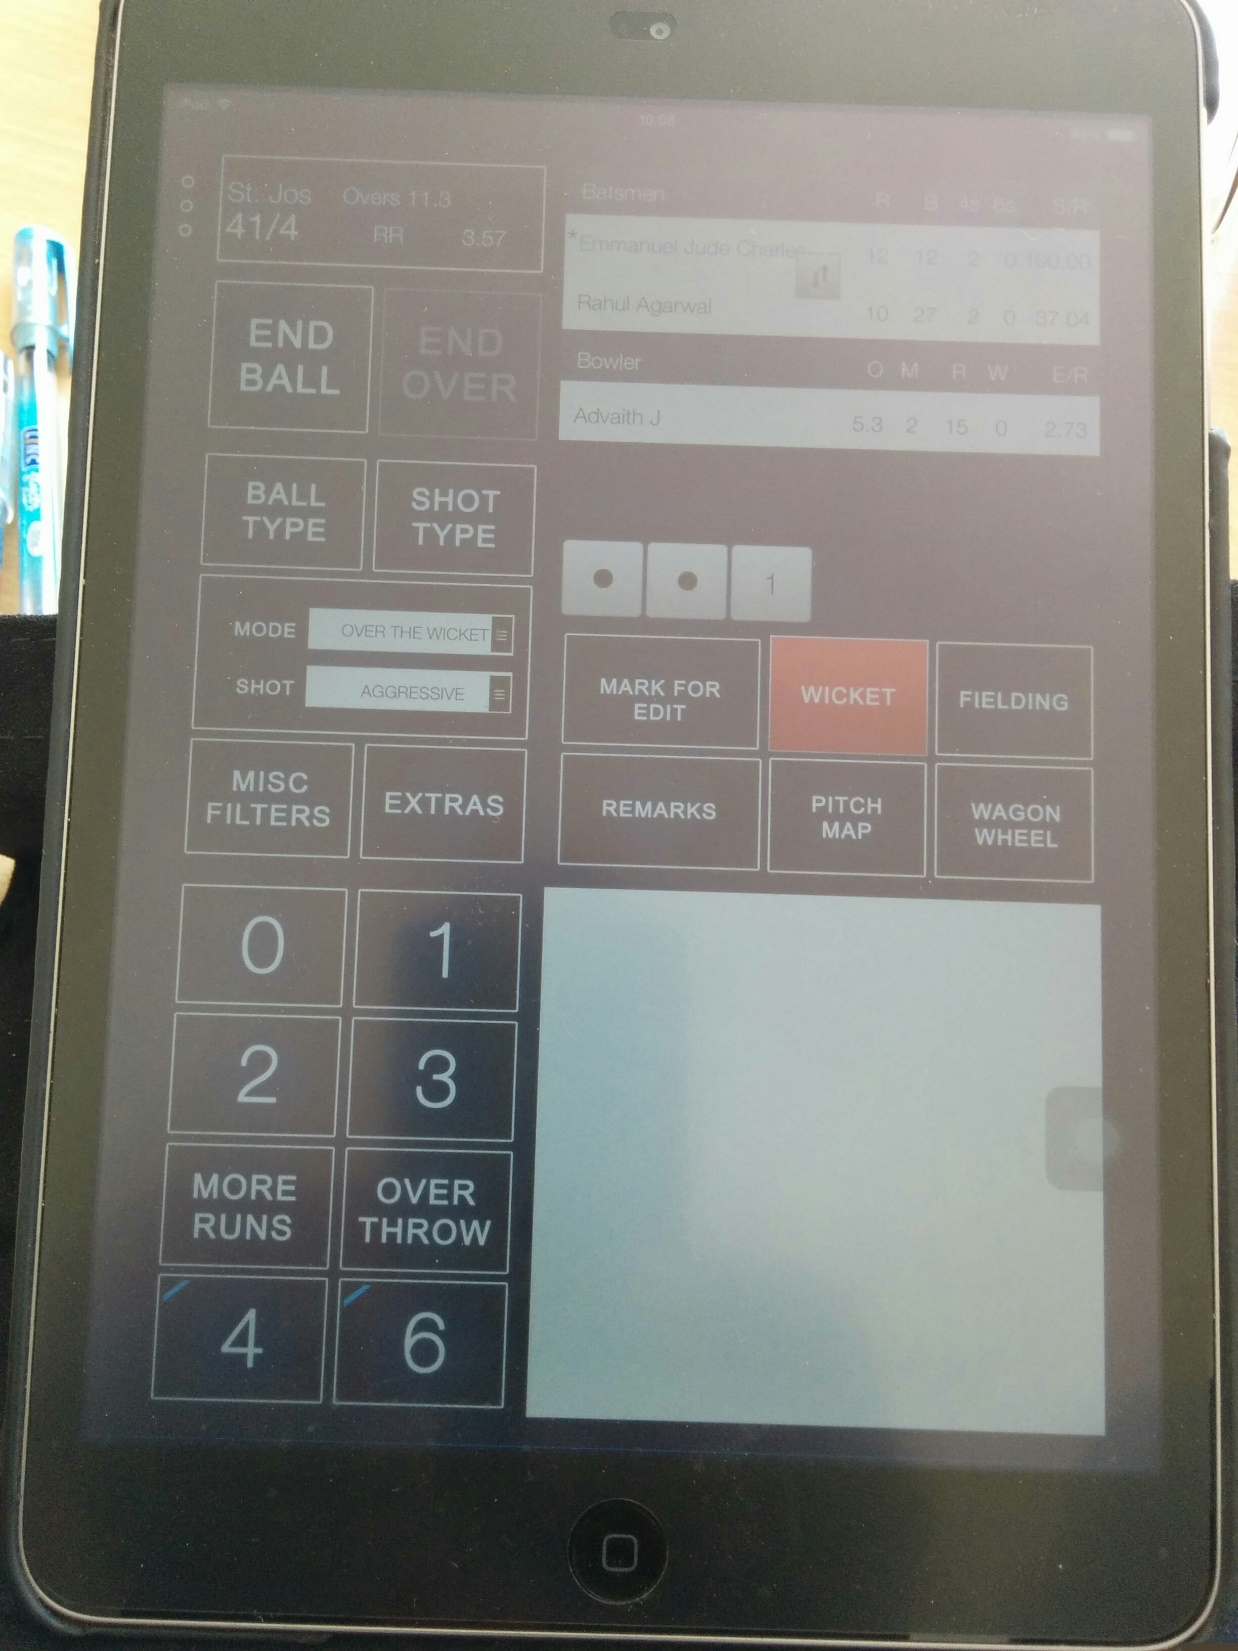 St. Jos Overs 11.3
41/4 RR 3.57
Batsmen R B 4s 6s S/R
*Emmanuel Jude Charles 12 12 2 0 100.00
Rahul Agarwal 10 27 2 0 37.04
Bowler O M R W E/R
Advaith J 5.3 2 15 0 2.73
END
BALL
END
OVER
BALL
TYPE
SHOT
TYPE
1
MODE OVER THE WICKET
SHOT AGGRESSIVE
MARK FOR
EDIT
WICKET
FIELDING
MISC
FILTERS
EXTRAS
REMARKS
PITCH
MAP
WAGON
WHEEL
0
1
2
3
MORE
RUNS
OVER
THROW
4
6